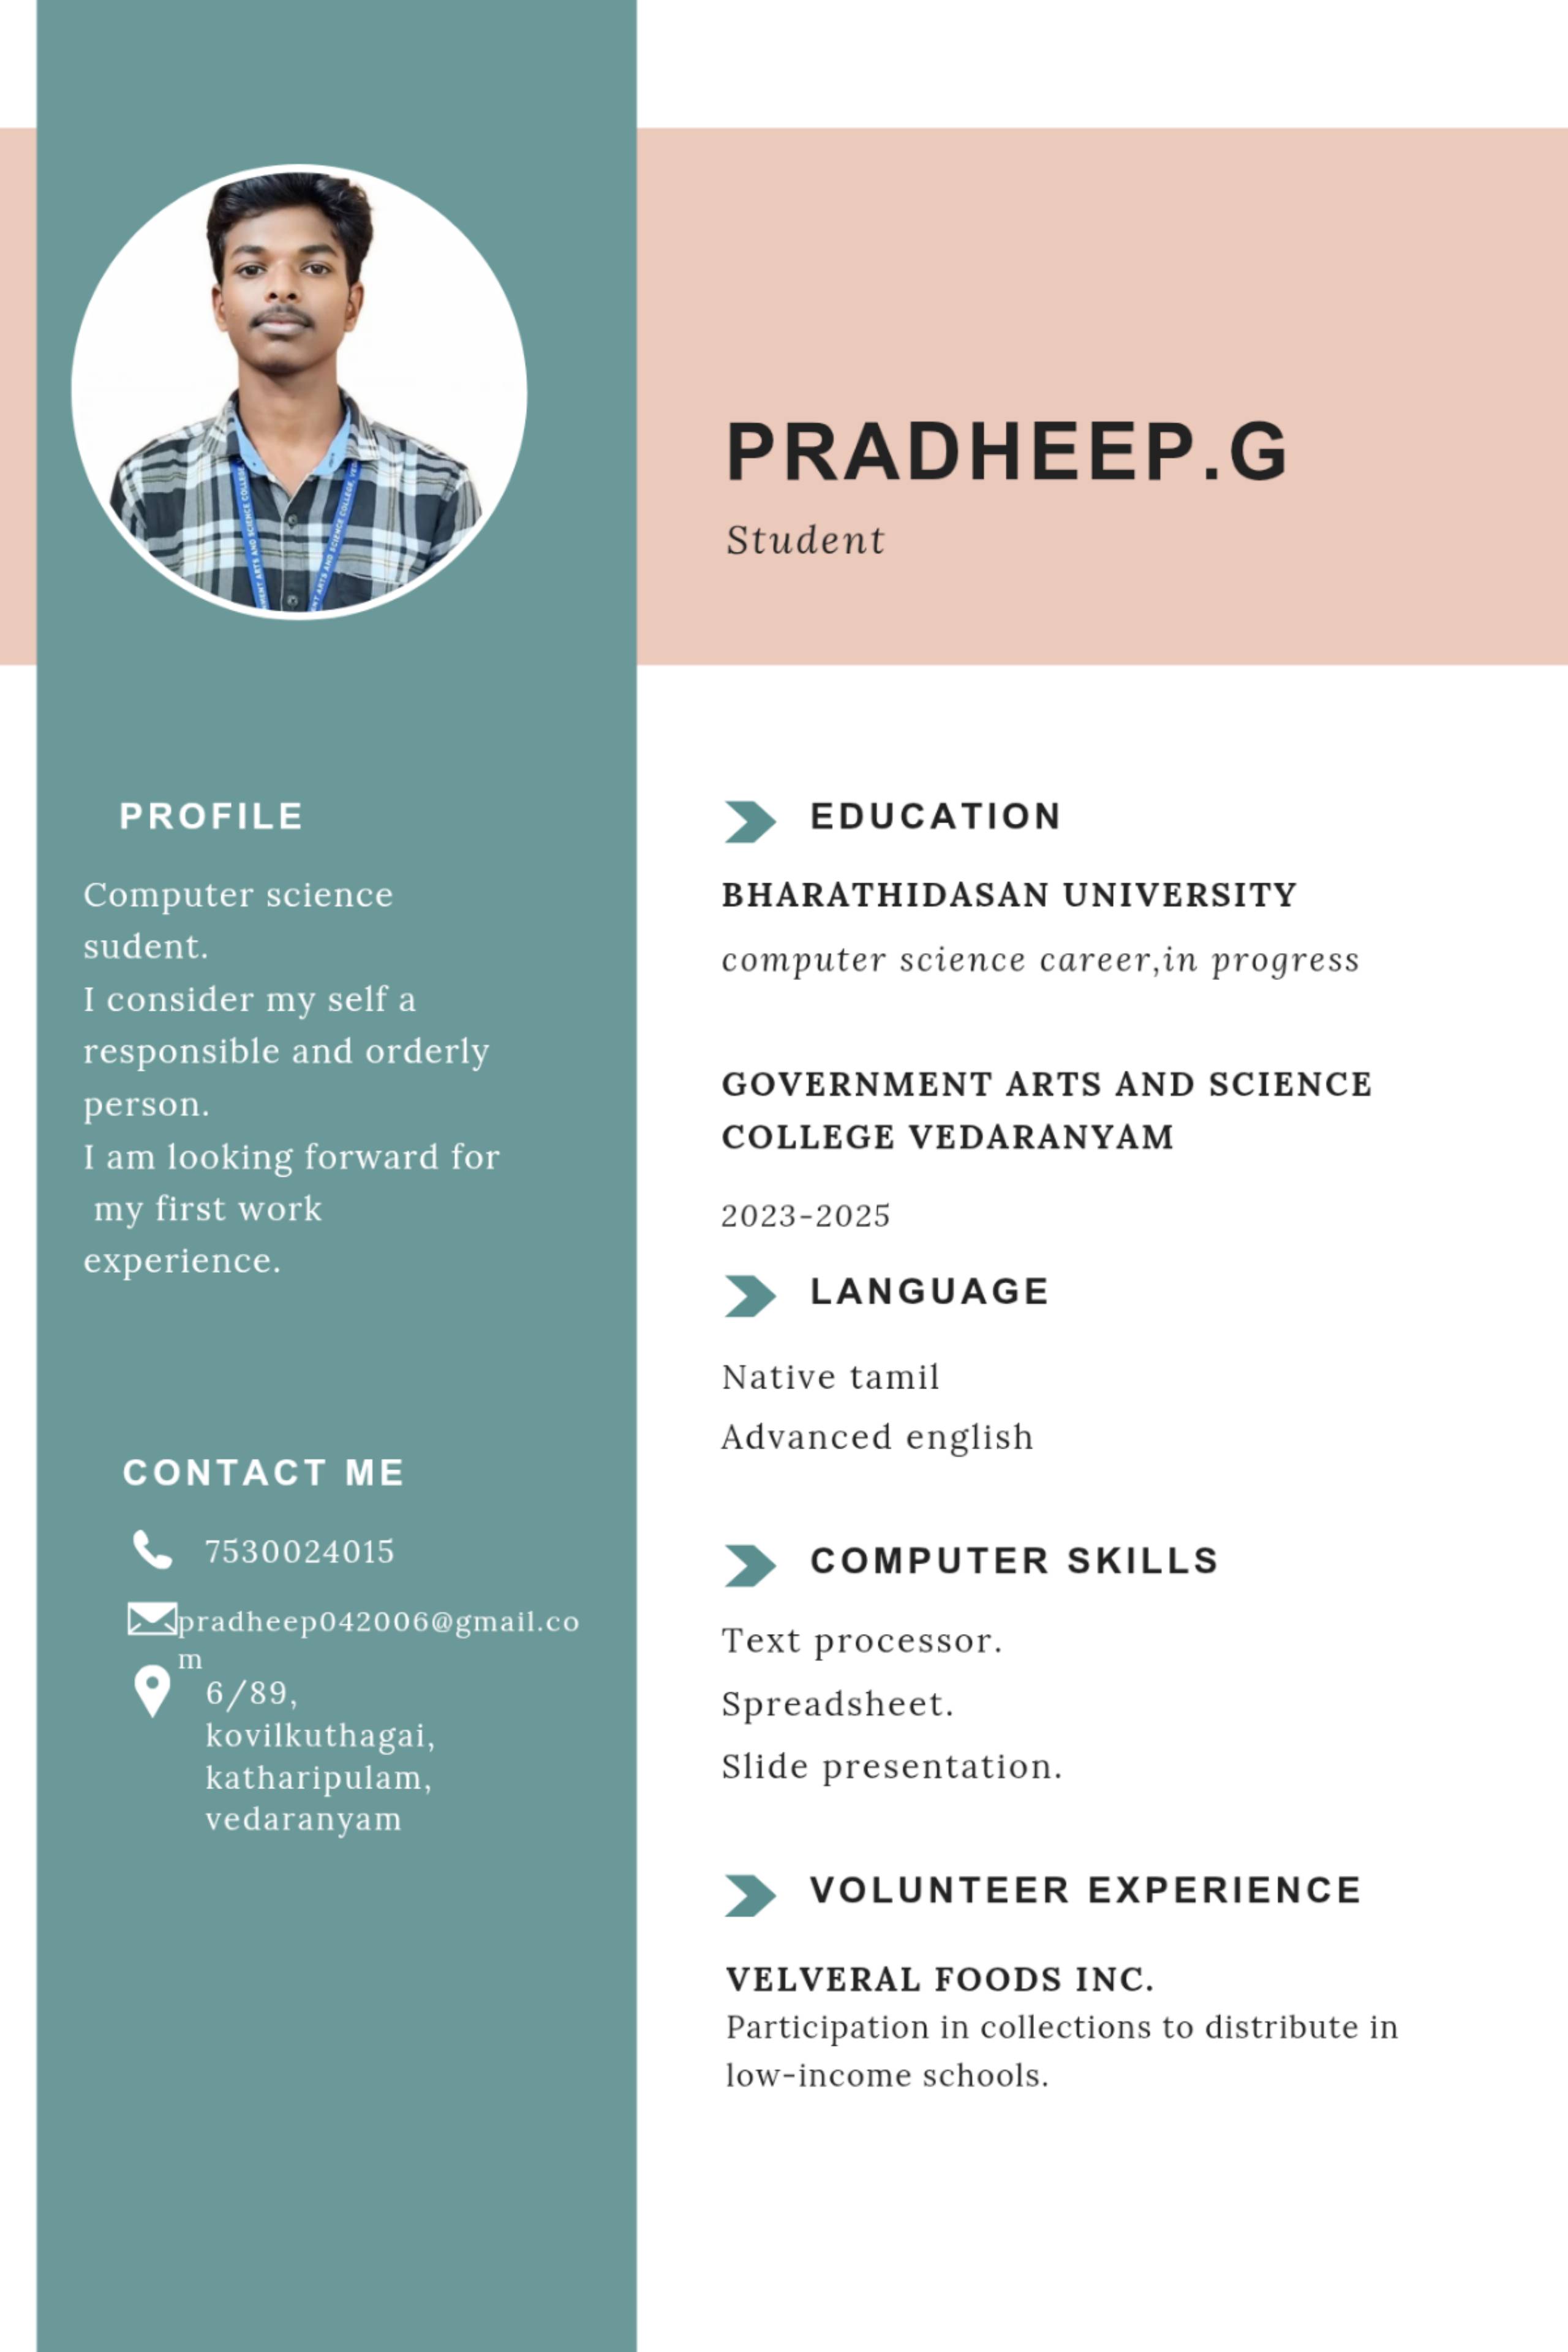 PRADHEEP.G
Student
PROFILE
Computer science
sudent.
I consider my self a
responsible and orderly
person.
I am looking forward for
my first work
experience.
CONTACT ME
7530024015
pradheep042006@gmail.co
m
6/89,
kovilkuthagai,
katharipulam,
vedaranyam
EDUCATION
BHARATHIDASAN UNIVERSITY
computer science career,in progress
GOVERNMENT ARTS AND SCIENCE
COLLEGE VEDARANYAM
2023-2025
LANGUAGE
Native tamil
Advanced english
COMPUTER SKILLS
Text processor.
Spreadsheet.
Slide presentation.
VOLUNTEER EXPERIENCE
VELVERAL FOODS INC.
Participation in collections to distribute in
low-income schools.